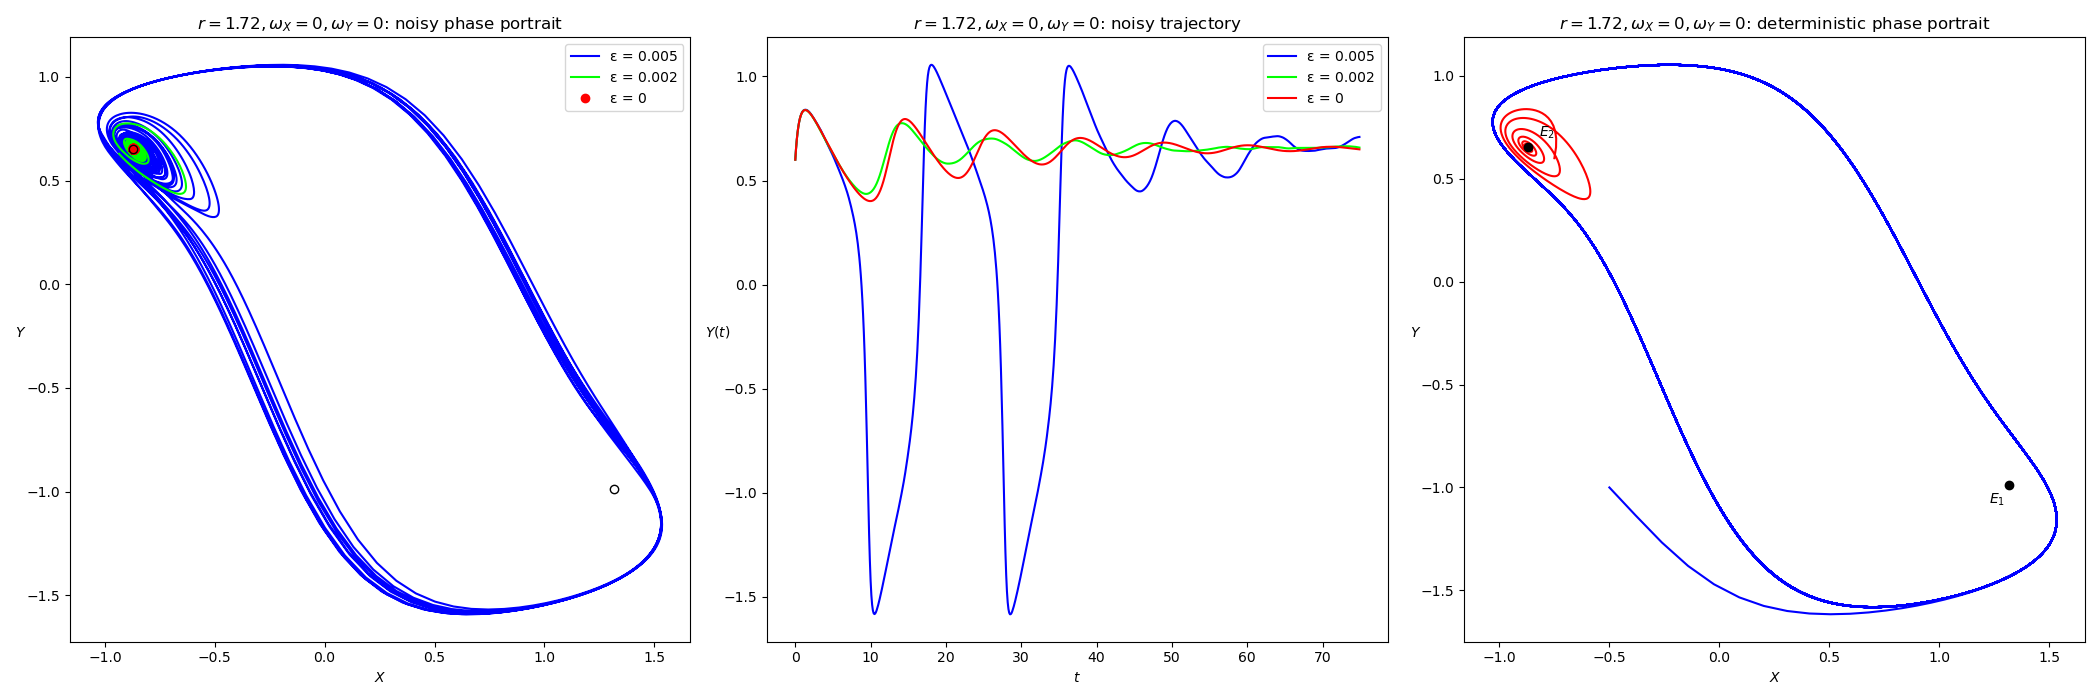 r = 1.72, ω_X = 0, ω_Y = 0: noisy phase portrait
ε = 0.005
ε = 0.002
ε = 0
1.0
0.5
0.0
−0.5
−1.0
−1.5
Y
−1.0 −0.5 0.0 0.5 1.0 1.5
X
r = 1.72, ω_X = 0, ω_Y = 0: noisy trajectory
ε = 0.005
ε = 0.002
ε = 0
1.0
0.5
0.0
−0.5
−1.0
−1.5
Y(t)
0 10 20 30 40 50 60 70
t
r = 1.72, ω_X = 0, ω_Y = 0: deterministic phase portrait
E_2
E_1
1.0
0.5
0.0
−0.5
−1.0
−1.5
Y
−1.0 −0.5 0.0 0.5 1.0 1.5
X